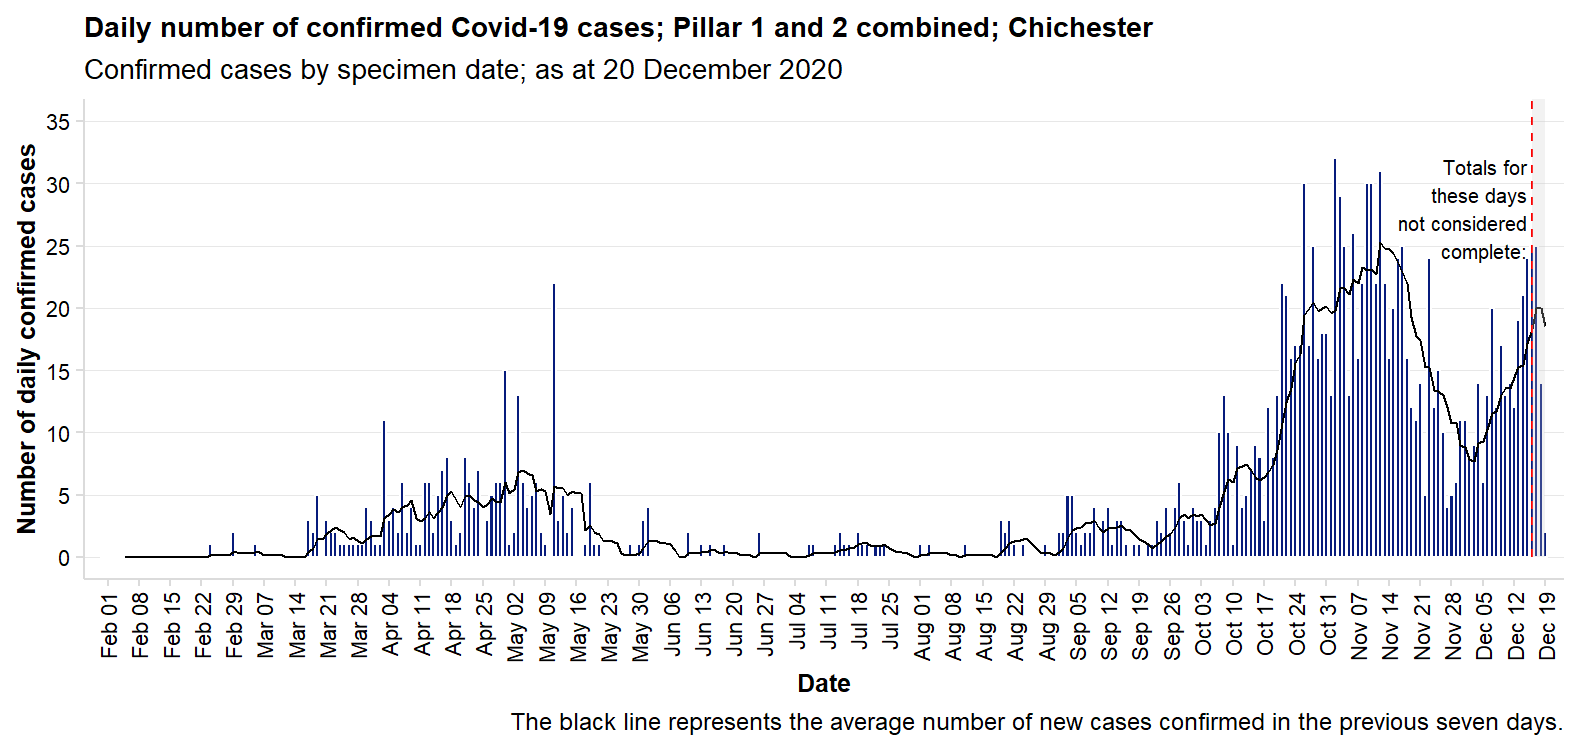 Daily number of confirmed Covid-19 cases; Pillar 1 and 2 combined; Chichester
Confirmed cases by specimen date; as at 20 December 2020
Number of daily confirmed cases
35
30
25
20
15
10
5
0
Totals for
these days
not considered
complete:
Feb 01
Feb 08
Feb 15
Feb 22
Feb 29
Mar 07
Mar 14
Mar 21
Mar 28
Apr 04
Apr 11
Apr 18
Apr 25
May 02
May 09
May 16
May 23
May 30
Jun 06
Jun 13
Jun 20
Jun 27
Jul 04
Jul 11
Jul 18
Jul 25
Aug 01
Aug 08
Aug 15
Aug 22
Aug 29
Sep 05
Sep 12
Sep 19
Sep 26
Oct 03
Oct 10
Oct 17
Oct 24
Oct 31
Nov 07
Nov 14
Nov 21
Nov 28
Dec 05
Dec 12
Dec 19
Date
The black line represents the average number of new cases confirmed in the previous seven days.